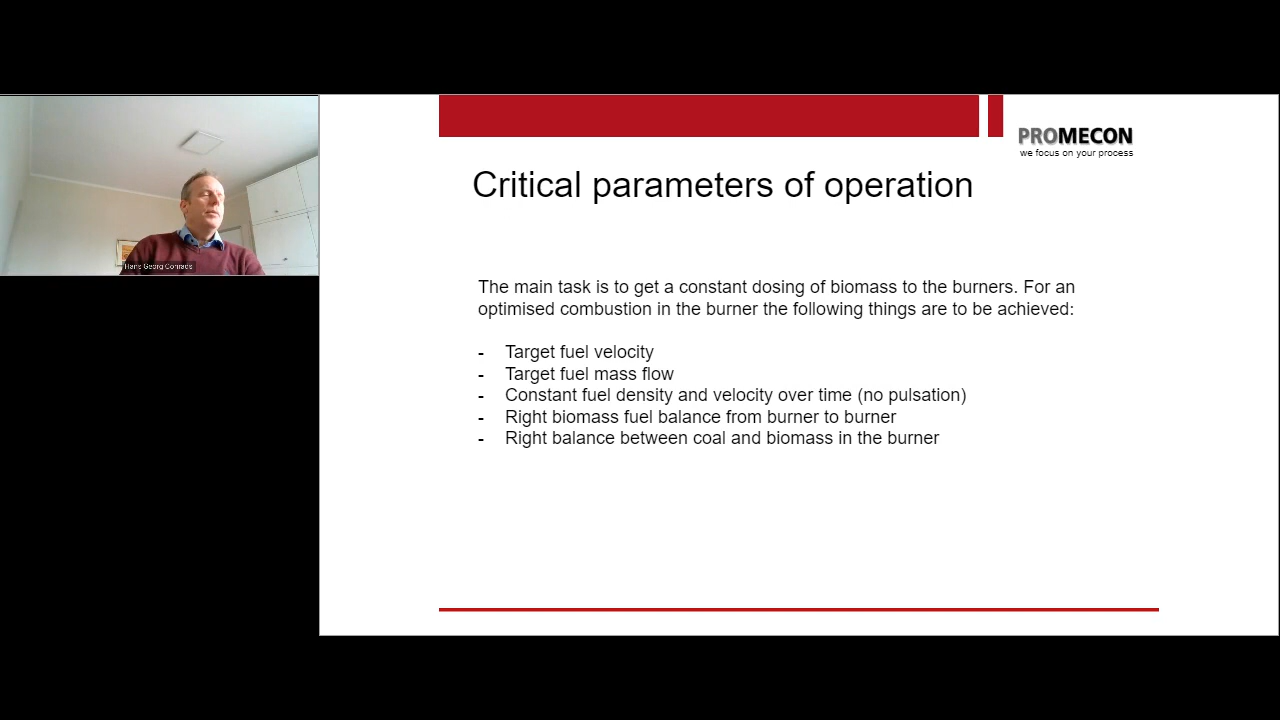 PROMECON
we focus on your process
Critical parameters of operation
Hans Georg Conrads
The main task is to get a constant dosing of biomass to the burners. For an
optimised combustion in the burner the following things are to be achieved:
- Target fuel velocity
- Target fuel mass flow
- Constant fuel density and velocity over time (no pulsation)
- Right biomass fuel balance from burner to burner
- Right balance between coal and biomass in the burner